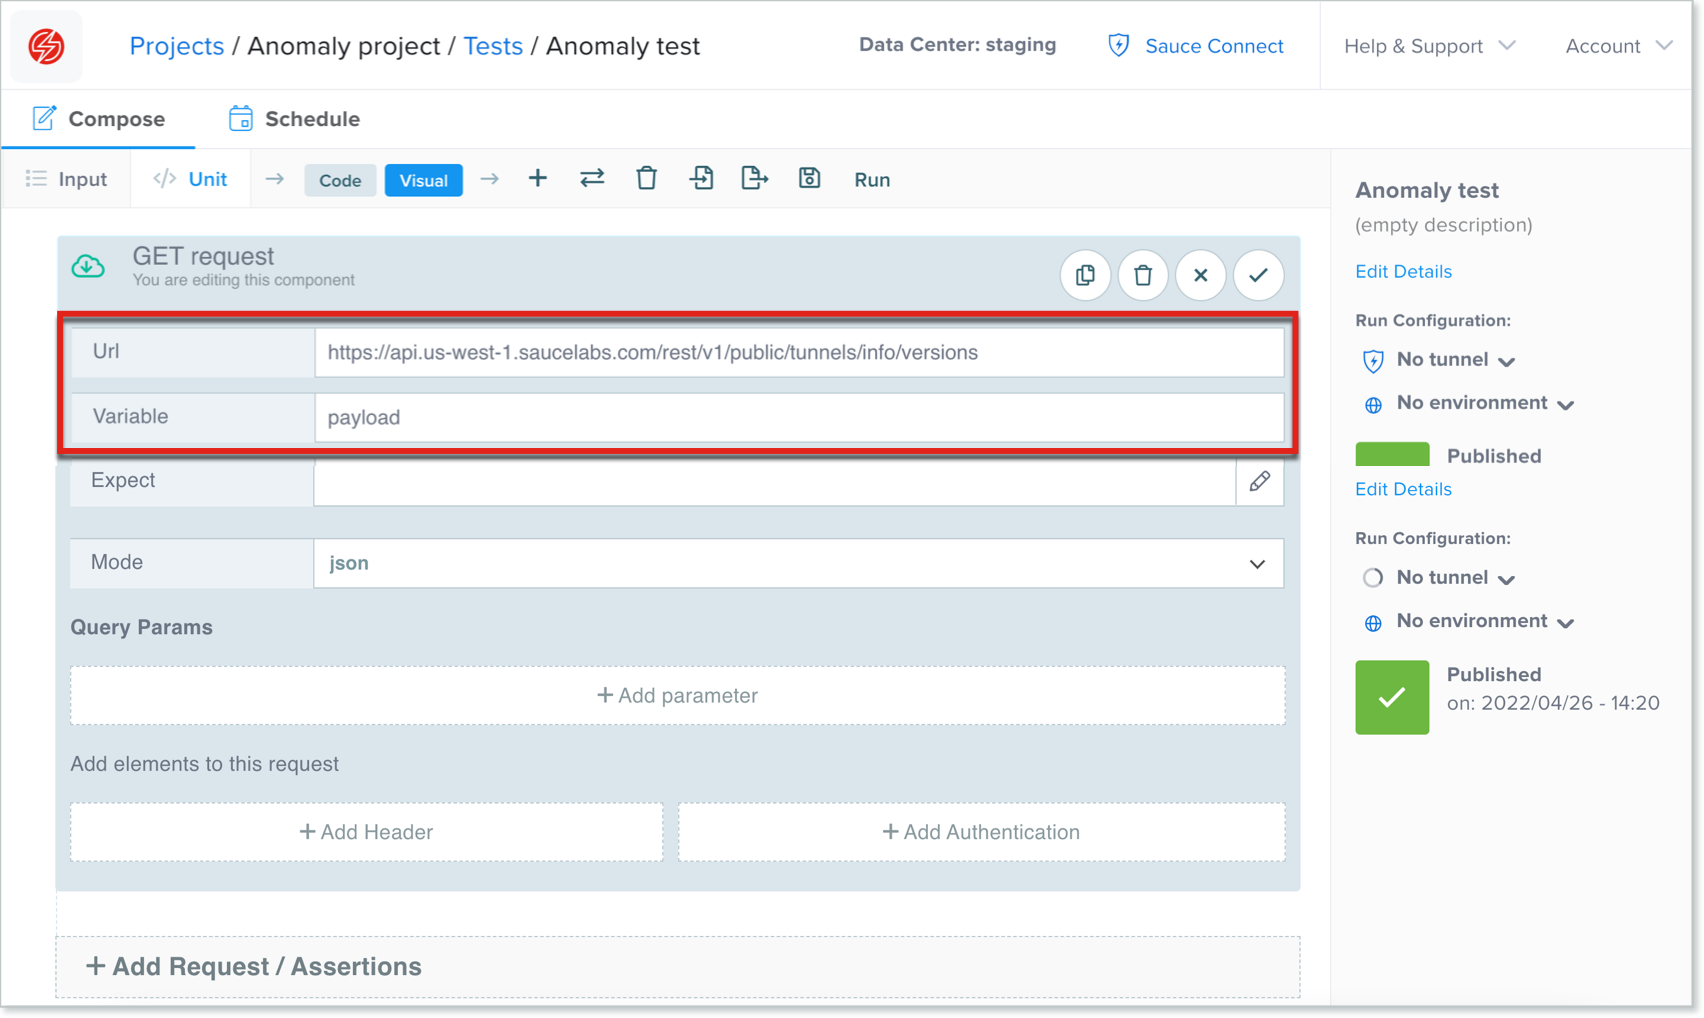 Projects / Anomaly project / Tests / Anomaly test
Data Center: staging
Sauce Connect
Help & Support
Account
Compose
Schedule
Input
</> Unit
Code
Visual
Run
GET request
You are editing this component
Url
https://api.us-west-1.saucelabs.com/rest/v1/public/tunnels/info/versions
Variable
payload
Expect
Mode
json
Query Params
+ Add parameter
Add elements to this request
+ Add Header
+ Add Authentication
+ Add Request / Assertions
Anomaly test
(empty description)
Edit Details
Run Configuration:
No tunnel
No environment
Published
Edit Details
Run Configuration:
No tunnel
No environment
Published
on: 2022/04/26 - 14:20